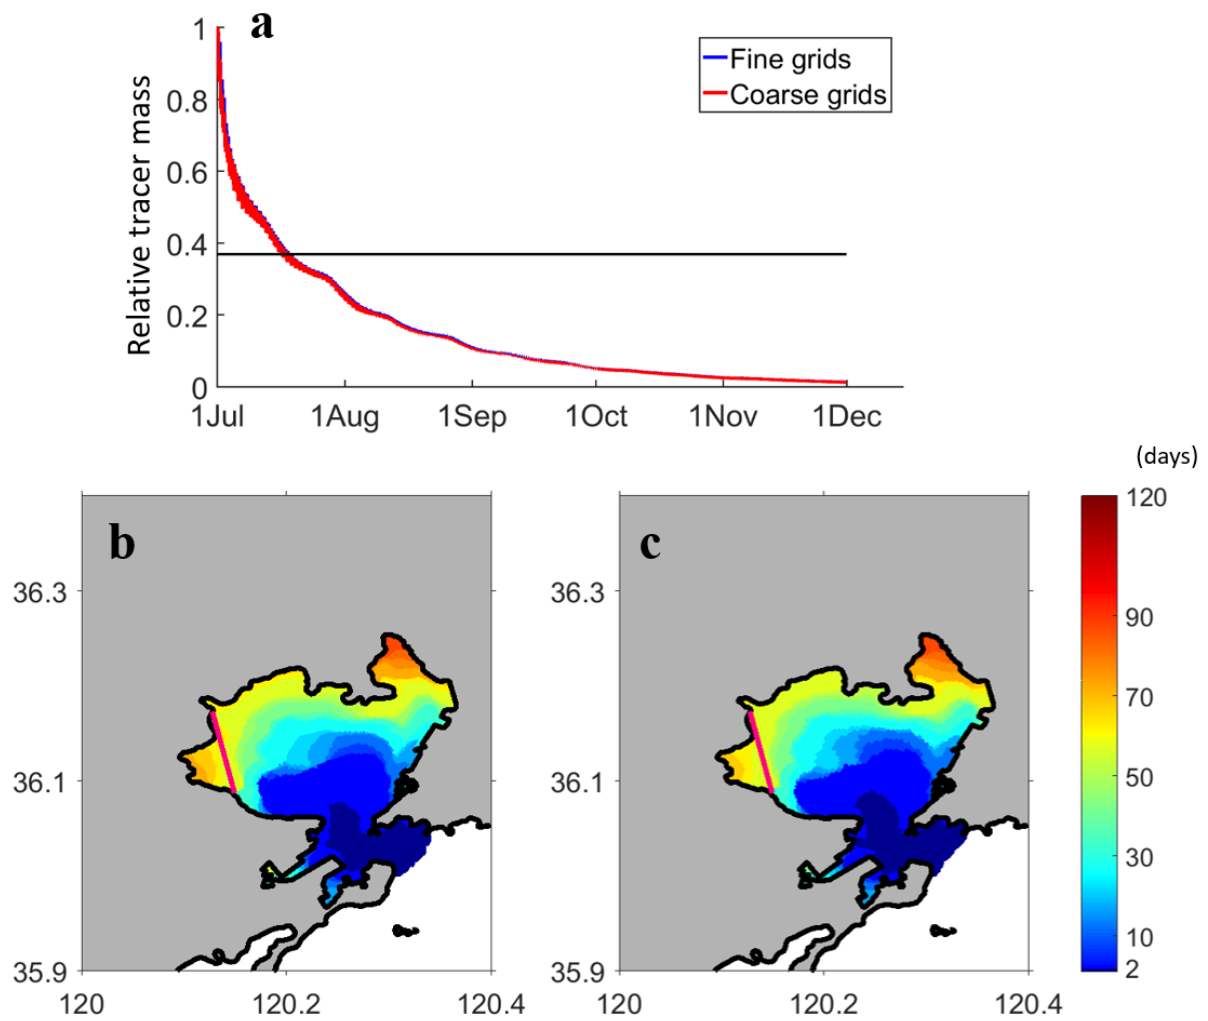 a
Relative tracer mass
1
0.8
0.6
0.4
0.2
0
Fine grids
Coarse grids
1Jul
1Aug
1Sep
1Oct
1Nov
1Dec
(days)
b
36.3
36.1
35.9
120
120.2
120.4
c
36.3
36.1
35.9
120
120.2
120.4
120
90
70
50
30
10
2